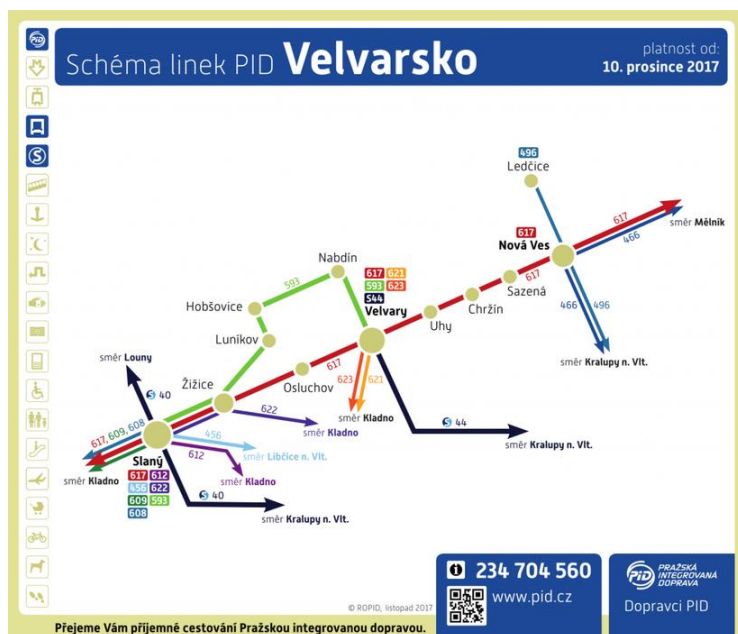 Schéma linek PID Velvarsko
platnost od:
10. prosince 2017
496
Ledčice
617
466
směr Mělník
617
Nová Ves
617
Sazená
Chržín
Uhy
466
496
směr Kralupy n. Vlt.
Nabdín
593
Hobšovice
Luníkov
617 621
593 623
S44
Velvary
617
Osluchov
623
621
směr Kladno
S 44
směr Kralupy n. Vlt.
směr Louny
S 40
Žižice
622
směr Kladno
617, 609, 608
456
směr Libčice n. Vlt.
612
směr Kladno
Slaný
617 612
456 622
609 593
608
směr Kladno
S 40
směr Kralupy n. Vlt.
© ROPID, listopad 2017
234 704 560
www.pid.cz
PID PRAŽSKÁ
INTEGROVANÁ
DOPRAVA
Dopravci PID
Přejeme Vám příjemné cestování Pražskou integrovanou dopravou.